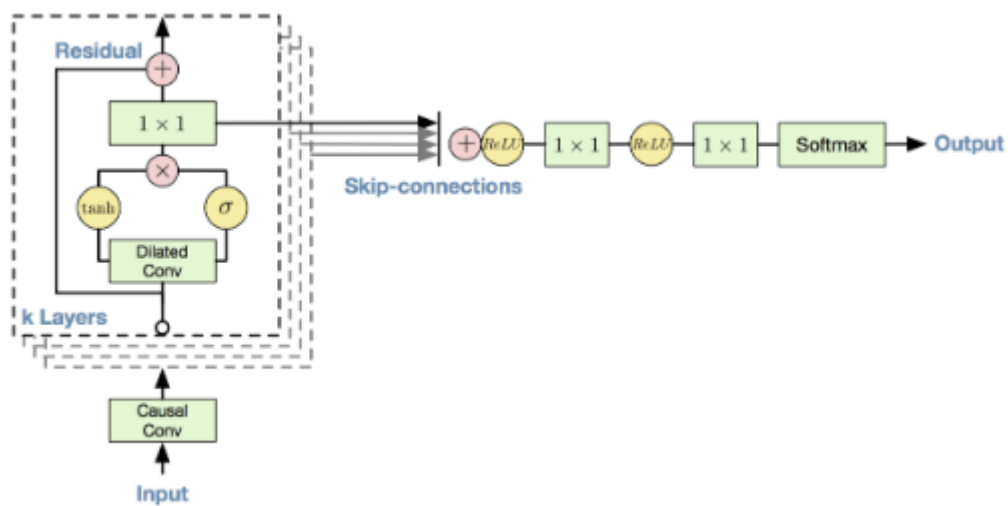 Residual
+
1 × 1
×
tanh
σ
Dilated
Conv
k Layers
Causal
Conv
Input
+
ReLU
1 × 1
ReLU
1 × 1
Softmax
Output
Skip-connections